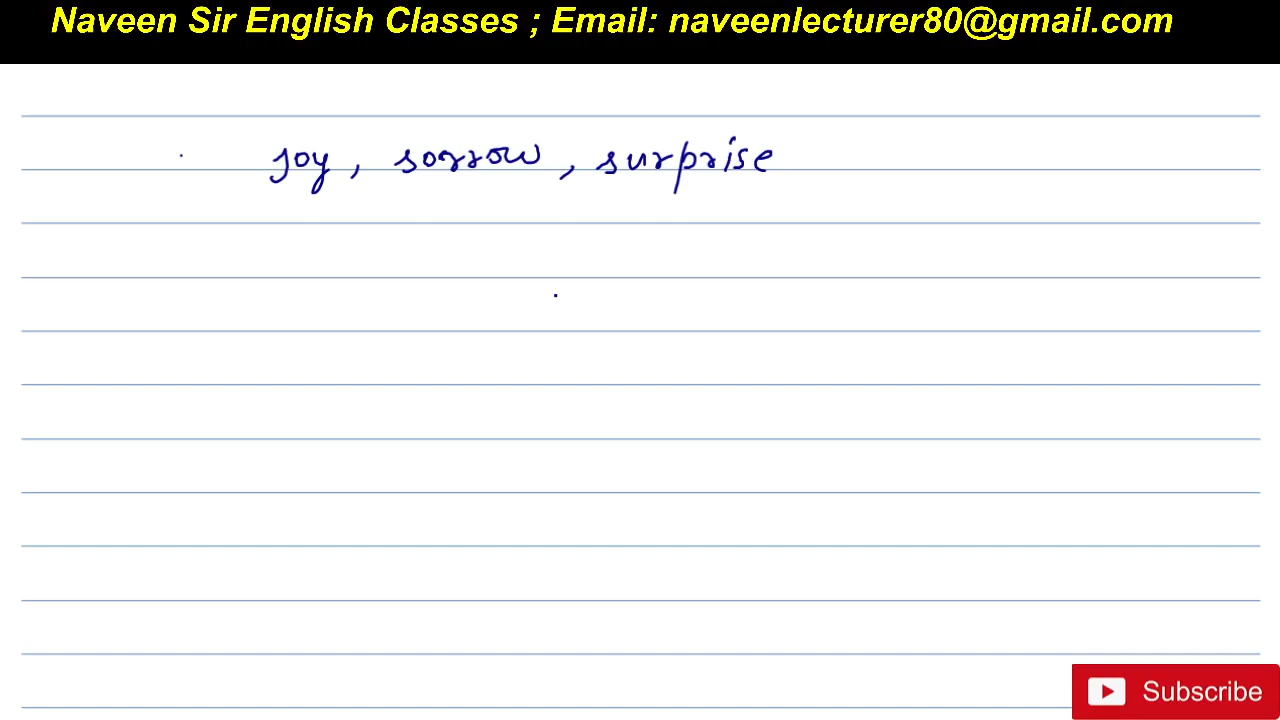 Naveen Sir English Classes ; Email: naveenlecturer80@gmail.com
joy, sorrow, surprise
Subscribe